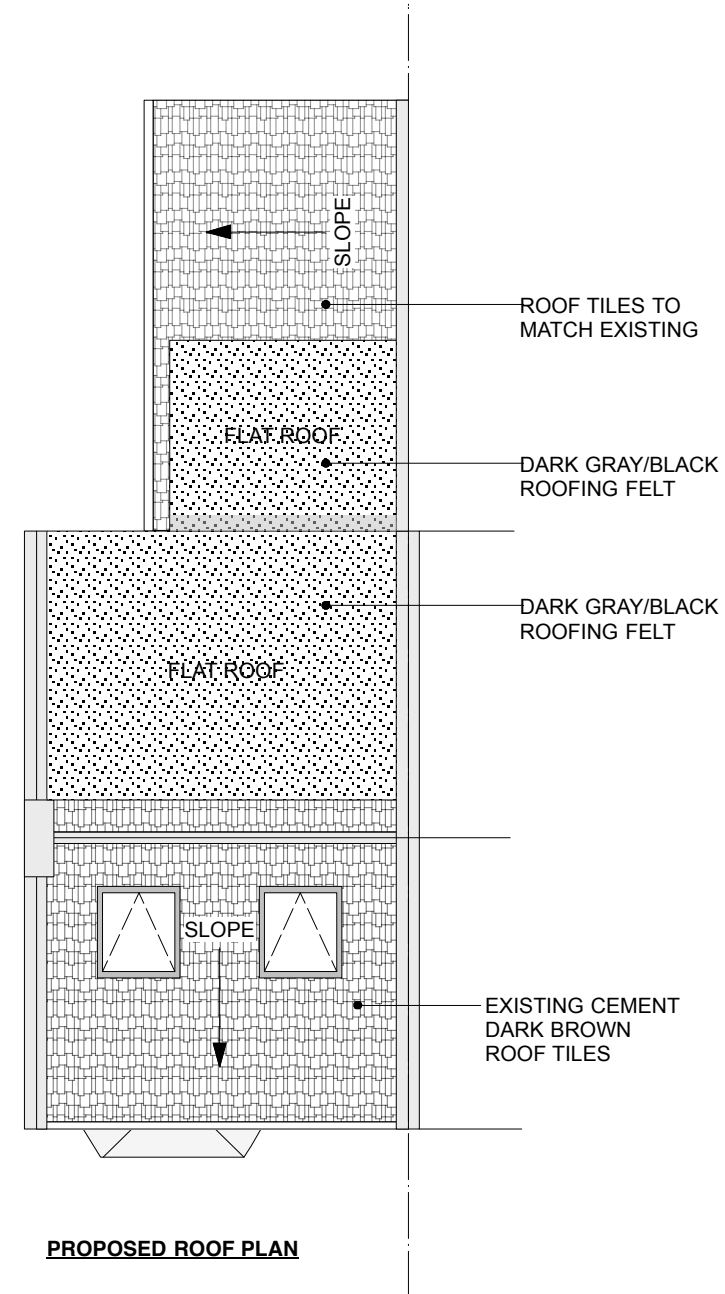 SLOPE
ROOF TILES TO
MATCH EXISTING
FLAT ROOF
DARK GRAY/BLACK
ROOFING FELT
DARK GRAY/BLACK
ROOFING FELT
FLAT ROOF
SLOPE
EXISTING CEMENT
DARK BROWN
ROOF TILES
PROPOSED ROOF PLAN